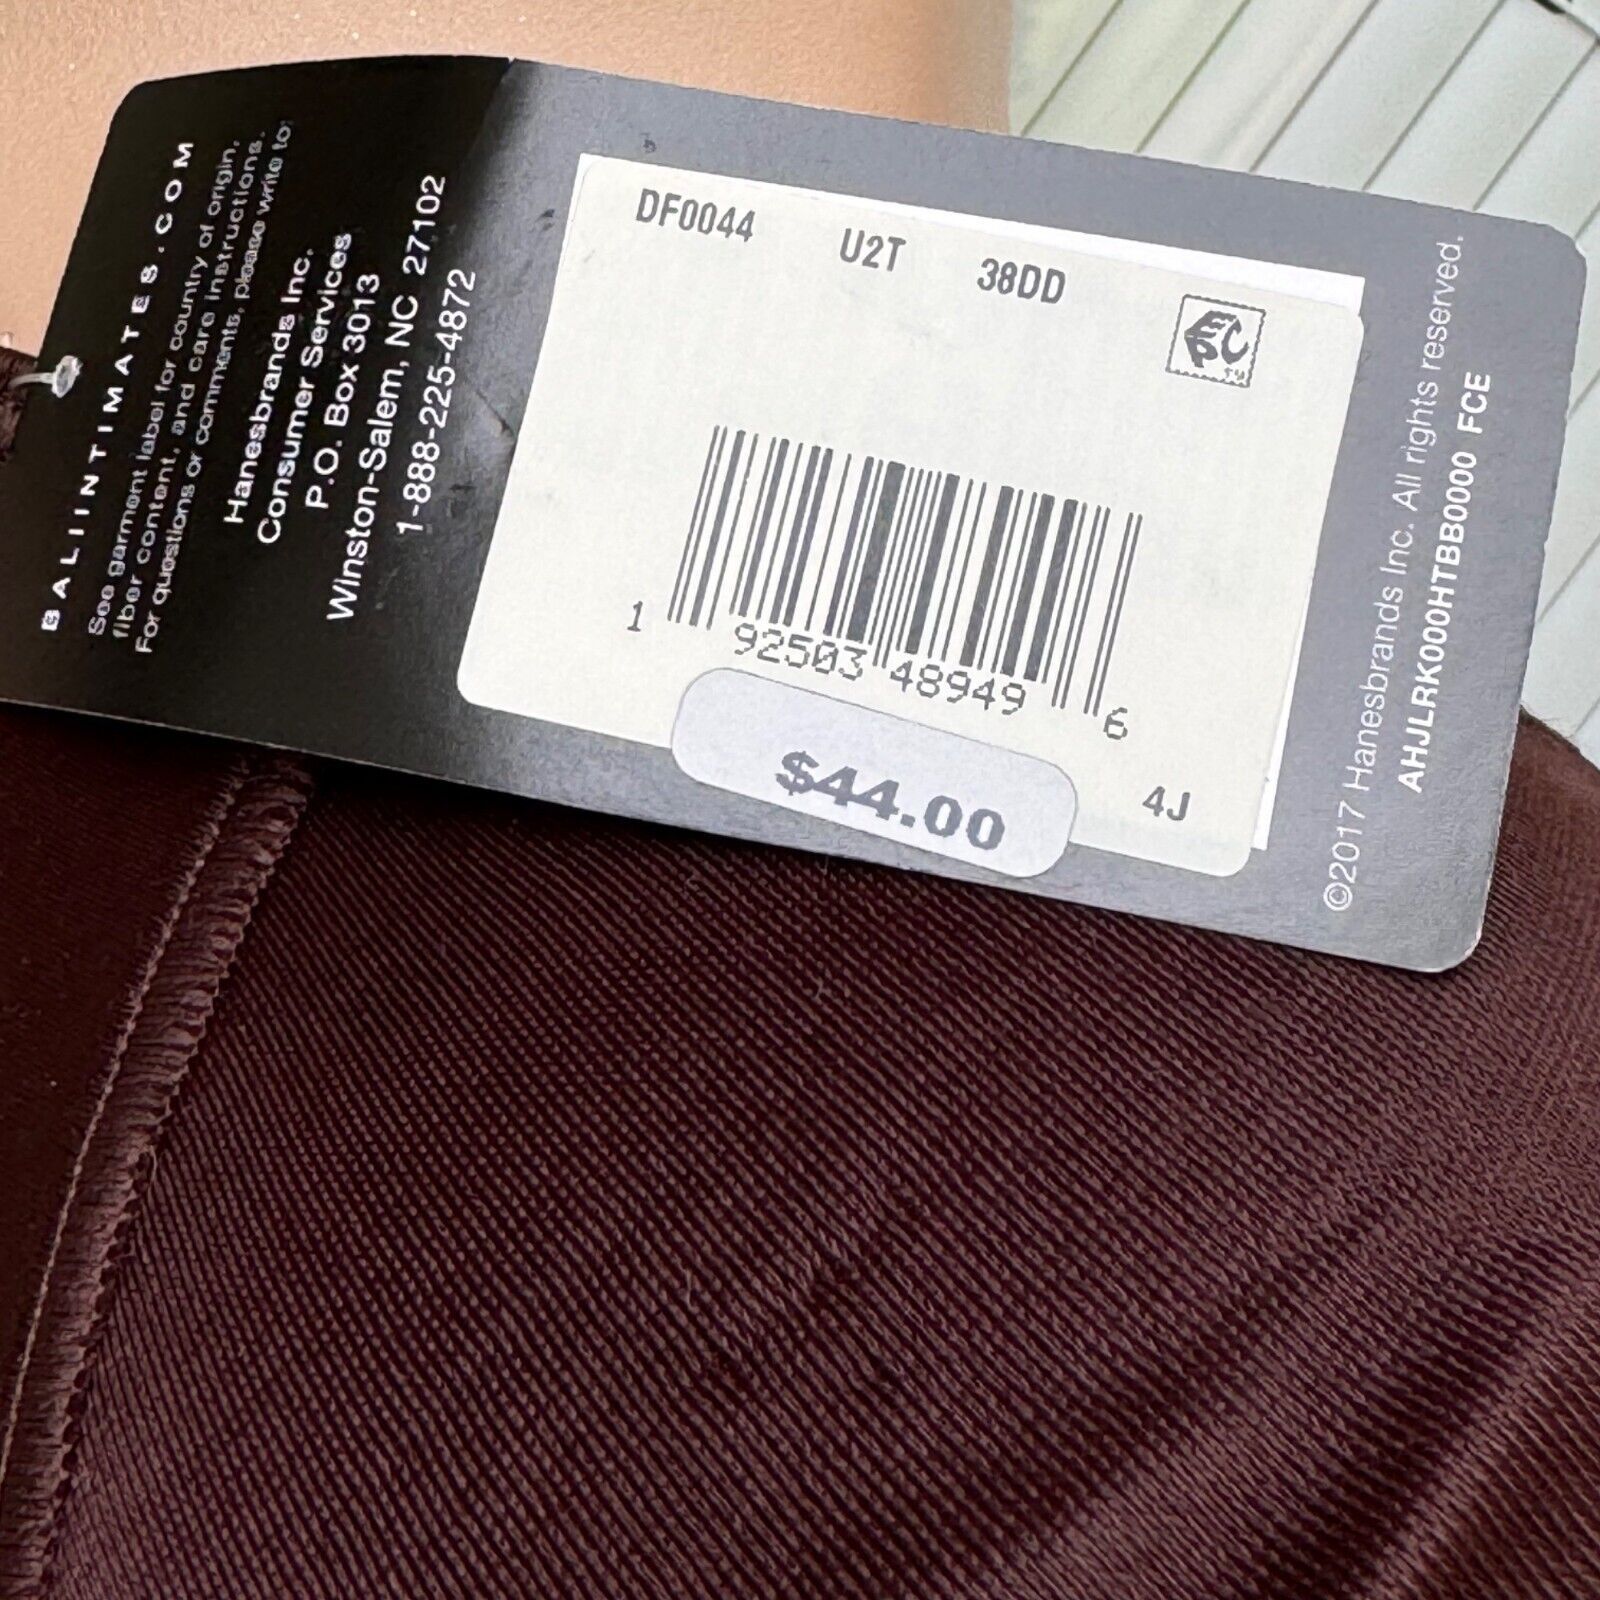 BALIINTIMATES.COM
See garment label for country of origin,
fiber content, and care instructions.
For questions or comments, please write to:
Hanesbrands Inc.
Consumer Services
P.O. Box 3013
Winston-Salem, NC 27102
1-888-225-4872
DF0044 U2T 38DD
EPC™
1 92503 48949 6
$44.00
4J
©2017 Hanesbrands Inc. All rights reserved.
AHJLRK000HTBB0000 FCE